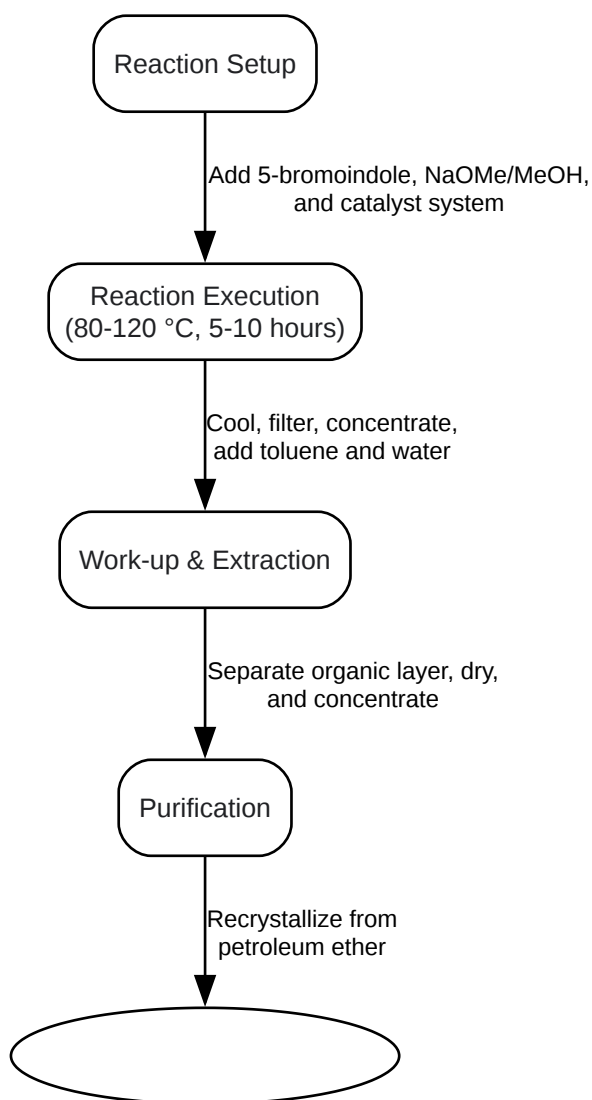 Reaction Setup
Add 5-bromoindole, NaOMe/MeOH,
and catalyst system
Reaction Execution
(80-120 °C, 5-10 hours)
Cool, filter, concentrate,
add toluene and water
Work-up & Extraction
Separate organic layer, dry,
and concentrate
Purification
Recrystallize from
petroleum ether